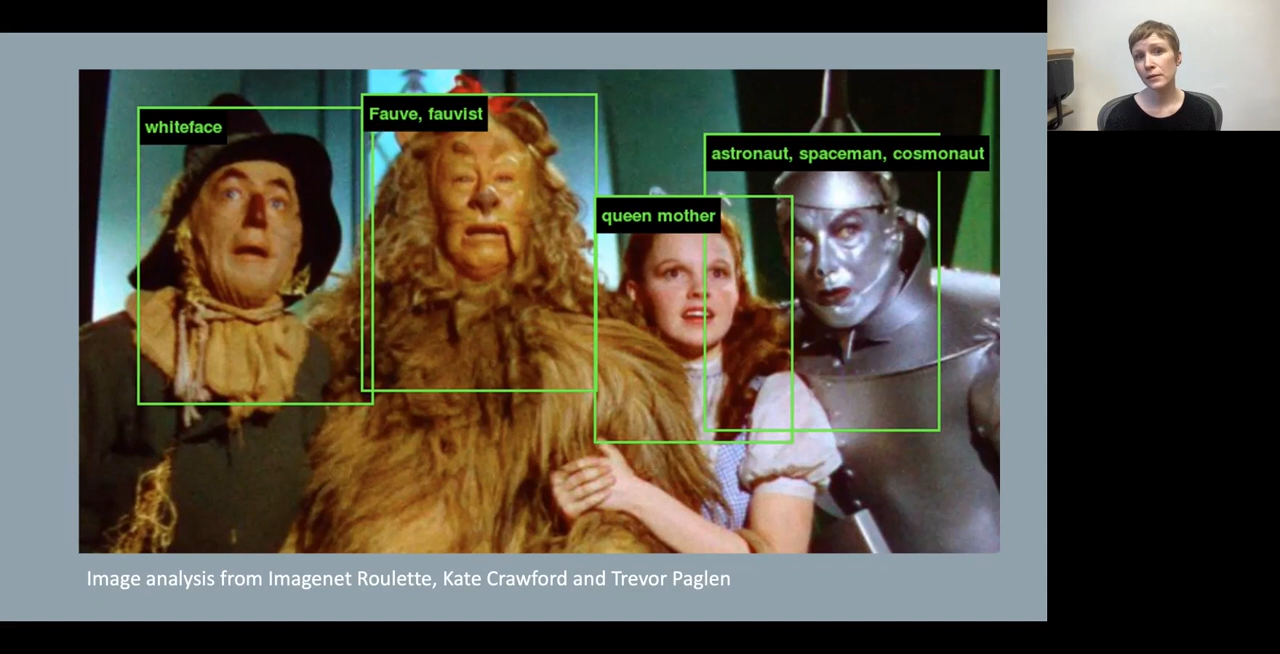 whiteface
Fauve, fauvist
queen mother
astronaut, spaceman, cosmonaut
Image analysis from Imagenet Roulette, Kate Crawford and Trevor Paglen